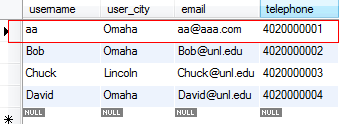 username user_city email telephone
aa Omaha aa@aaa.com 4020000001
Bob Omaha Bob@unl.edu 4020000002
Chuck Lincoln Chuck@unl.edu 4020000003
David Omaha David@unl.edu 4020000004
NULL NULL NULL NULL